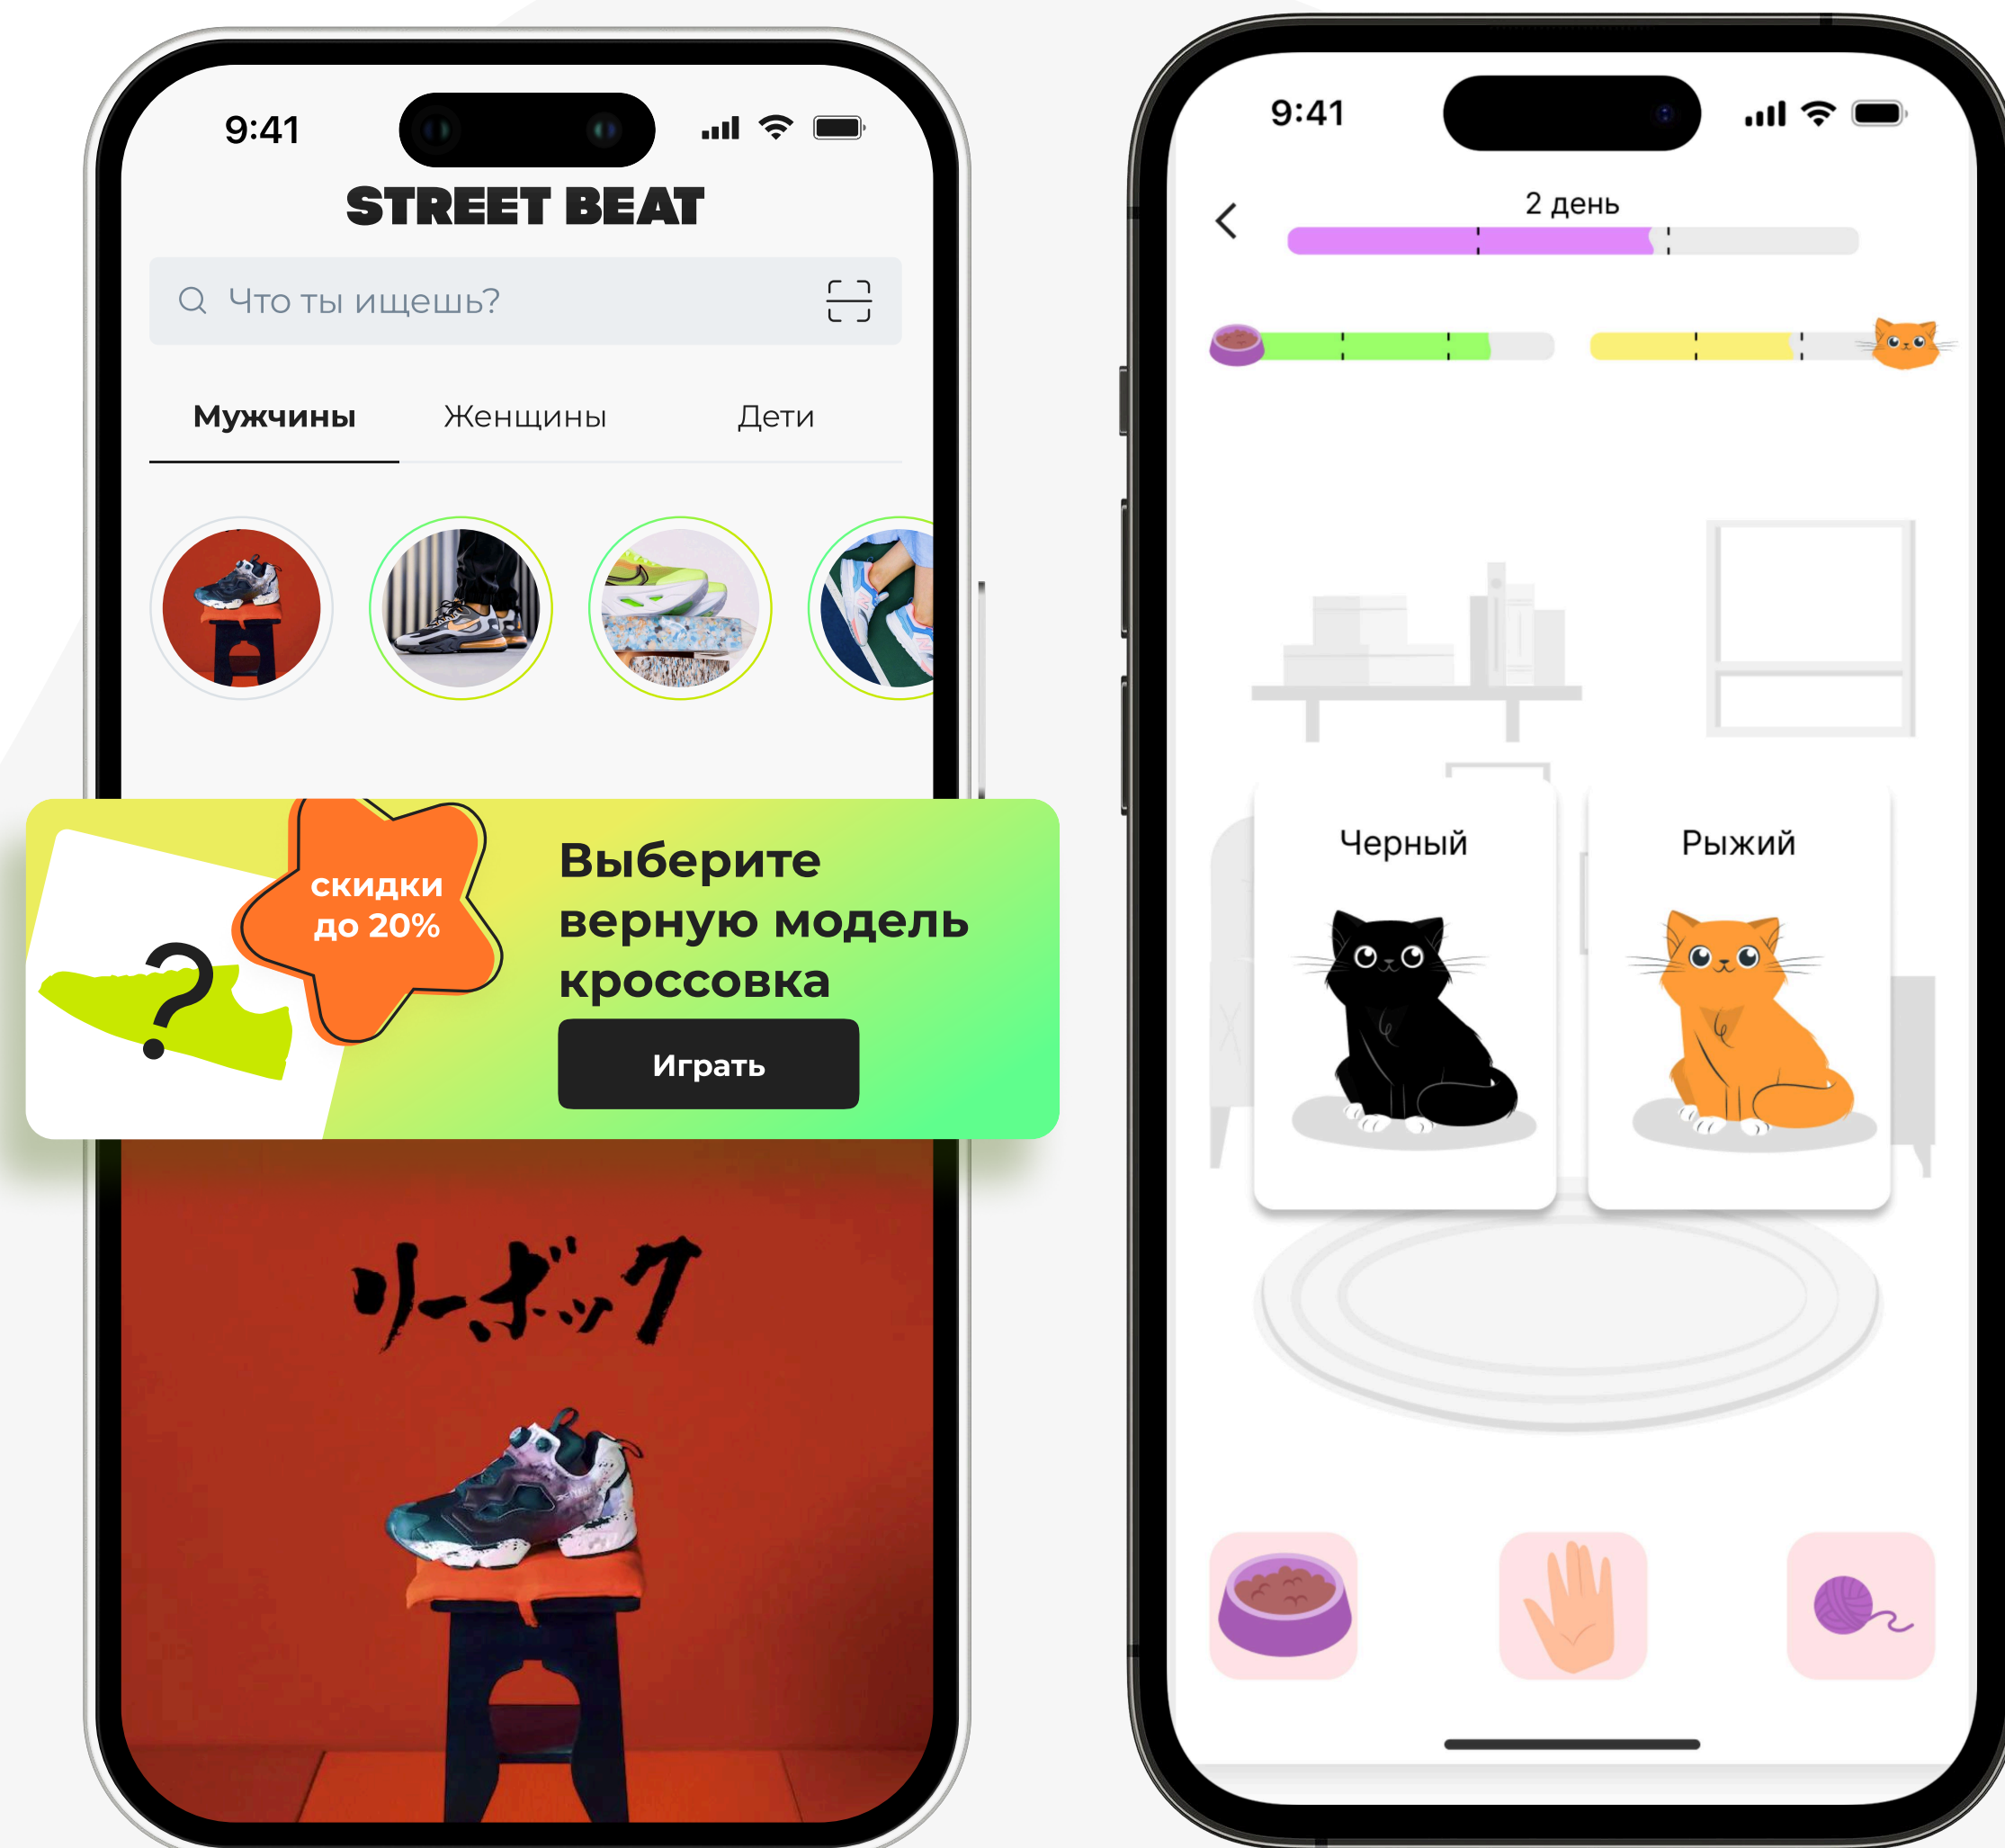 9:41
STREET BEAT
Что ты ищешь?
Мужчины Женщины Дети
скидки
до 20%
Выберите
верную модель
кроссовка
?
Играть
リーボック
9:41
2 день
Черный Рыжий